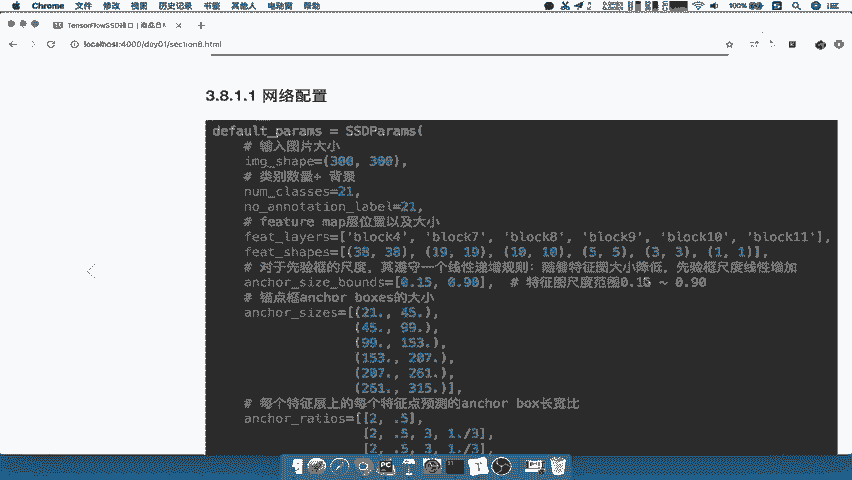 Chrome 文件 修改 视图 历史记录 书签 其他人 电动窗 帮助
100%
TensorFlowSSD接口 |
localhost:4000/day01/section8.html
3.8.1.1 网络配置
default_params = SSDParams(
# 输入图片大小
img_shape=(300, 300),
# 类别数量+ 背景
num_classes=21,
no_annotation_label=21,
# feature map层位置以及大小
feat_layers=['block4', 'block7', 'block8', 'block9', 'block10', 'block11'],
feat_shapes=[(38, 38), (19, 19), (10, 10), (5, 5), (3, 3), (1, 1)],
# 对于先验框的尺度，其遵守一个线性递增规则：随着特征图大小降低，先验框尺度线性增加
anchor_size_bounds=[0.15, 0.90], # 特征图尺度范围0.15 ~ 0.90
# 锚点框anchor boxes的大小
anchor_sizes=[(21., 45.),
(45., 99.),
(99., 153.),
(153., 207.),
(207., 261.),
(261., 315.)],
# 每个特征层上的每个特征点预测的anchor box长宽比
anchor_ratios=[[2, .5],
[2, .5, 3, 1./3],
[2, .5, 3, 1./3],